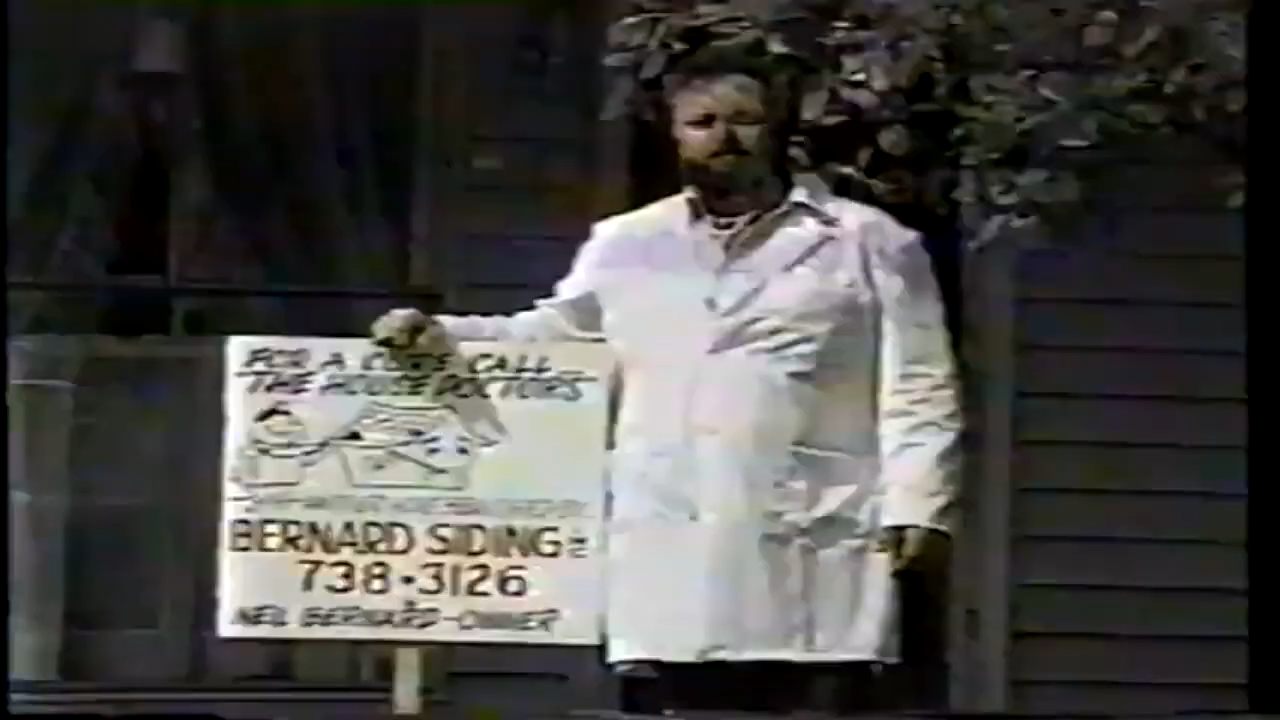 FOR A CURE CALL
THE HOUSE DOCTORS
BERNARD SIDING
738-3126
NEIL BERNARD-OWNER